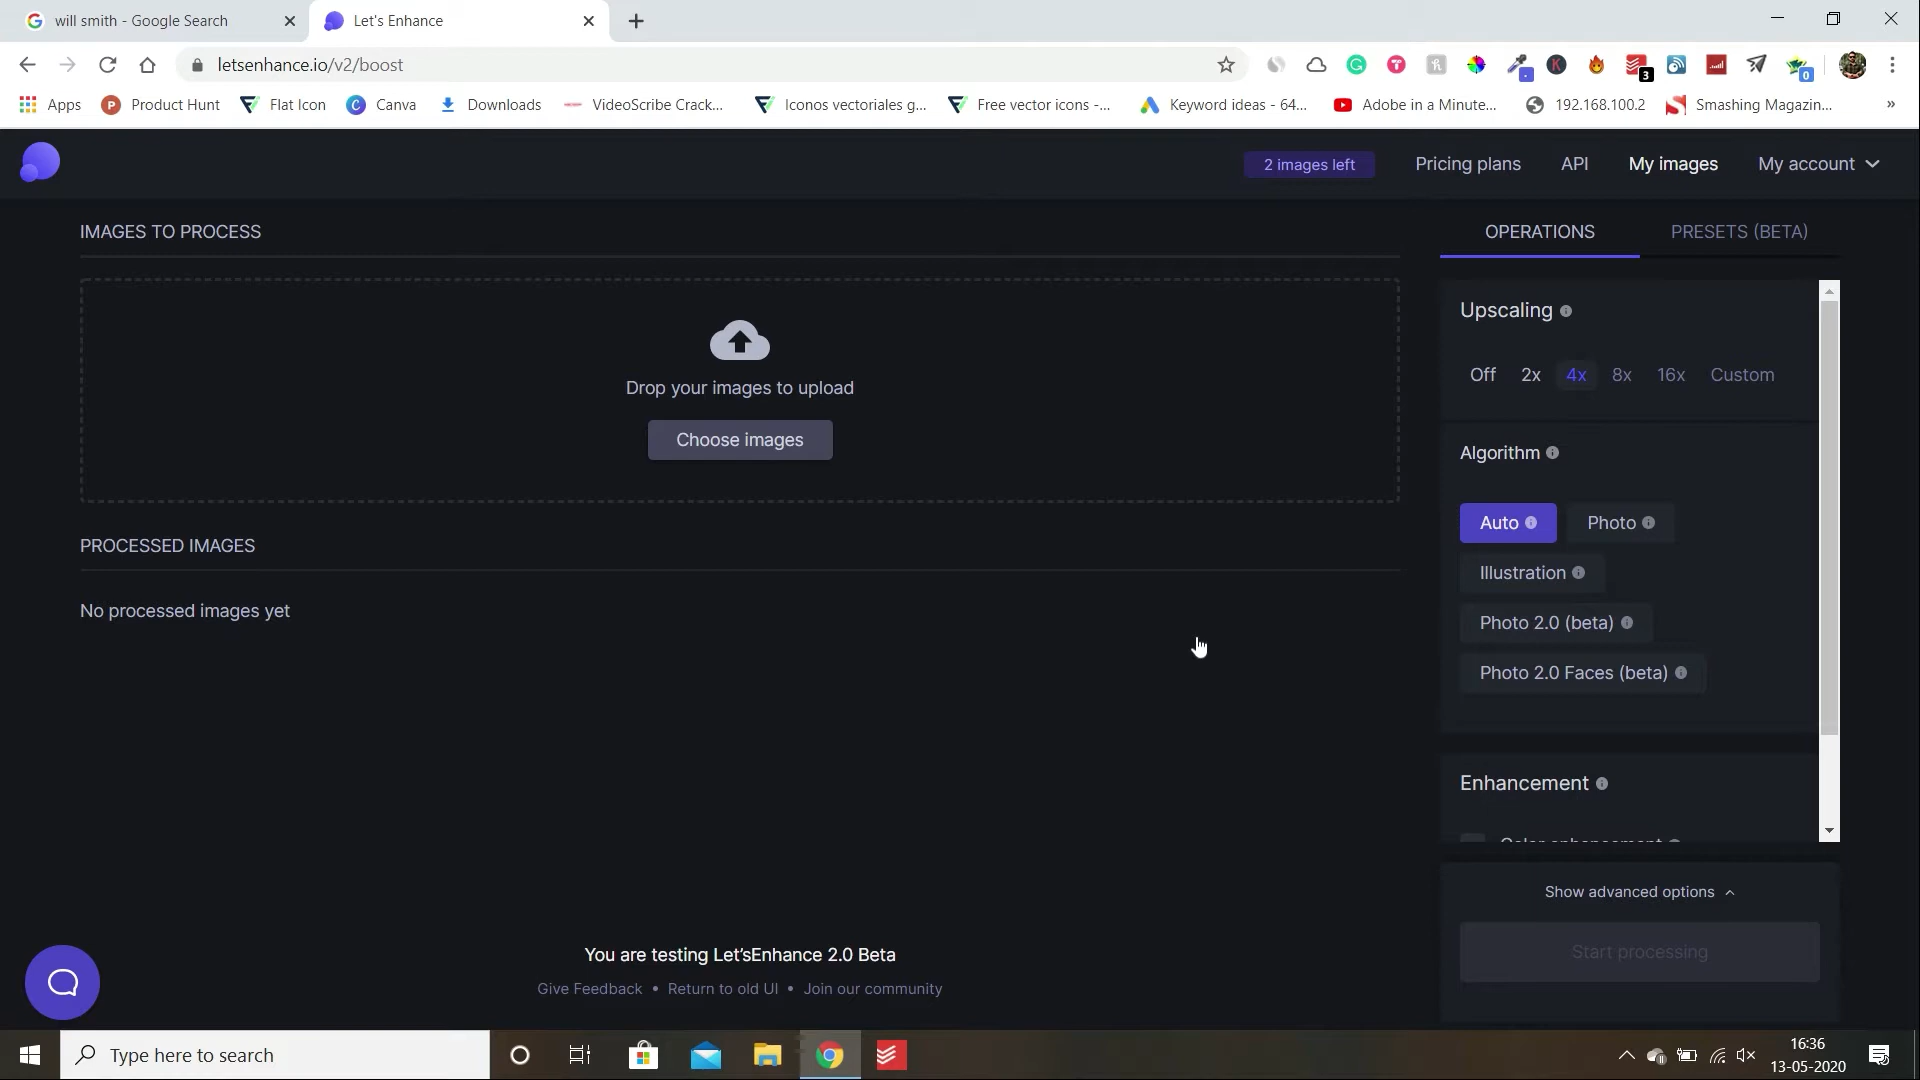 will smith - Google Search
Let's Enhance
letsenhance.io/v2/boost
3
0
Apps
Product Hunt
Flat Icon
Canva
Downloads
VideoScribe Crack...
Iconos vectoriales g...
Free vector icons -...
Keyword ideas - 64...
Adobe in a Minute...
192.168.100.2
Smashing Magazin...
»
2 images left
Pricing plans
API
My images
My account
IMAGES TO PROCESS
OPERATIONS
PRESETS (BETA)
Drop your images to upload
Choose images
Upscaling
Off 2x 4x 8x 16x Custom
Algorithm
Auto
Photo
Illustration
Photo 2.0 (beta)
Photo 2.0 Faces (beta)
PROCESSED IMAGES
No processed images yet
Enhancement
Color enhancement
Show advanced options
Start processing
You are testing Let'sEnhance 2.0 Beta
Give Feedback • Return to old UI • Join our community
Type here to search
16:36
13-05-2020